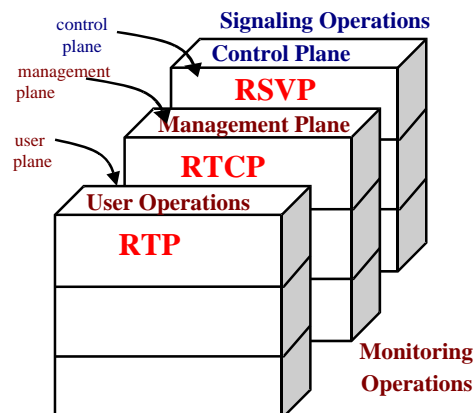 Signaling Operations
control
plane
Control Plane
management
plane
RSVP
Management Plane
user
plane
RTCP
User Operations
RTP
Monitoring
Operations